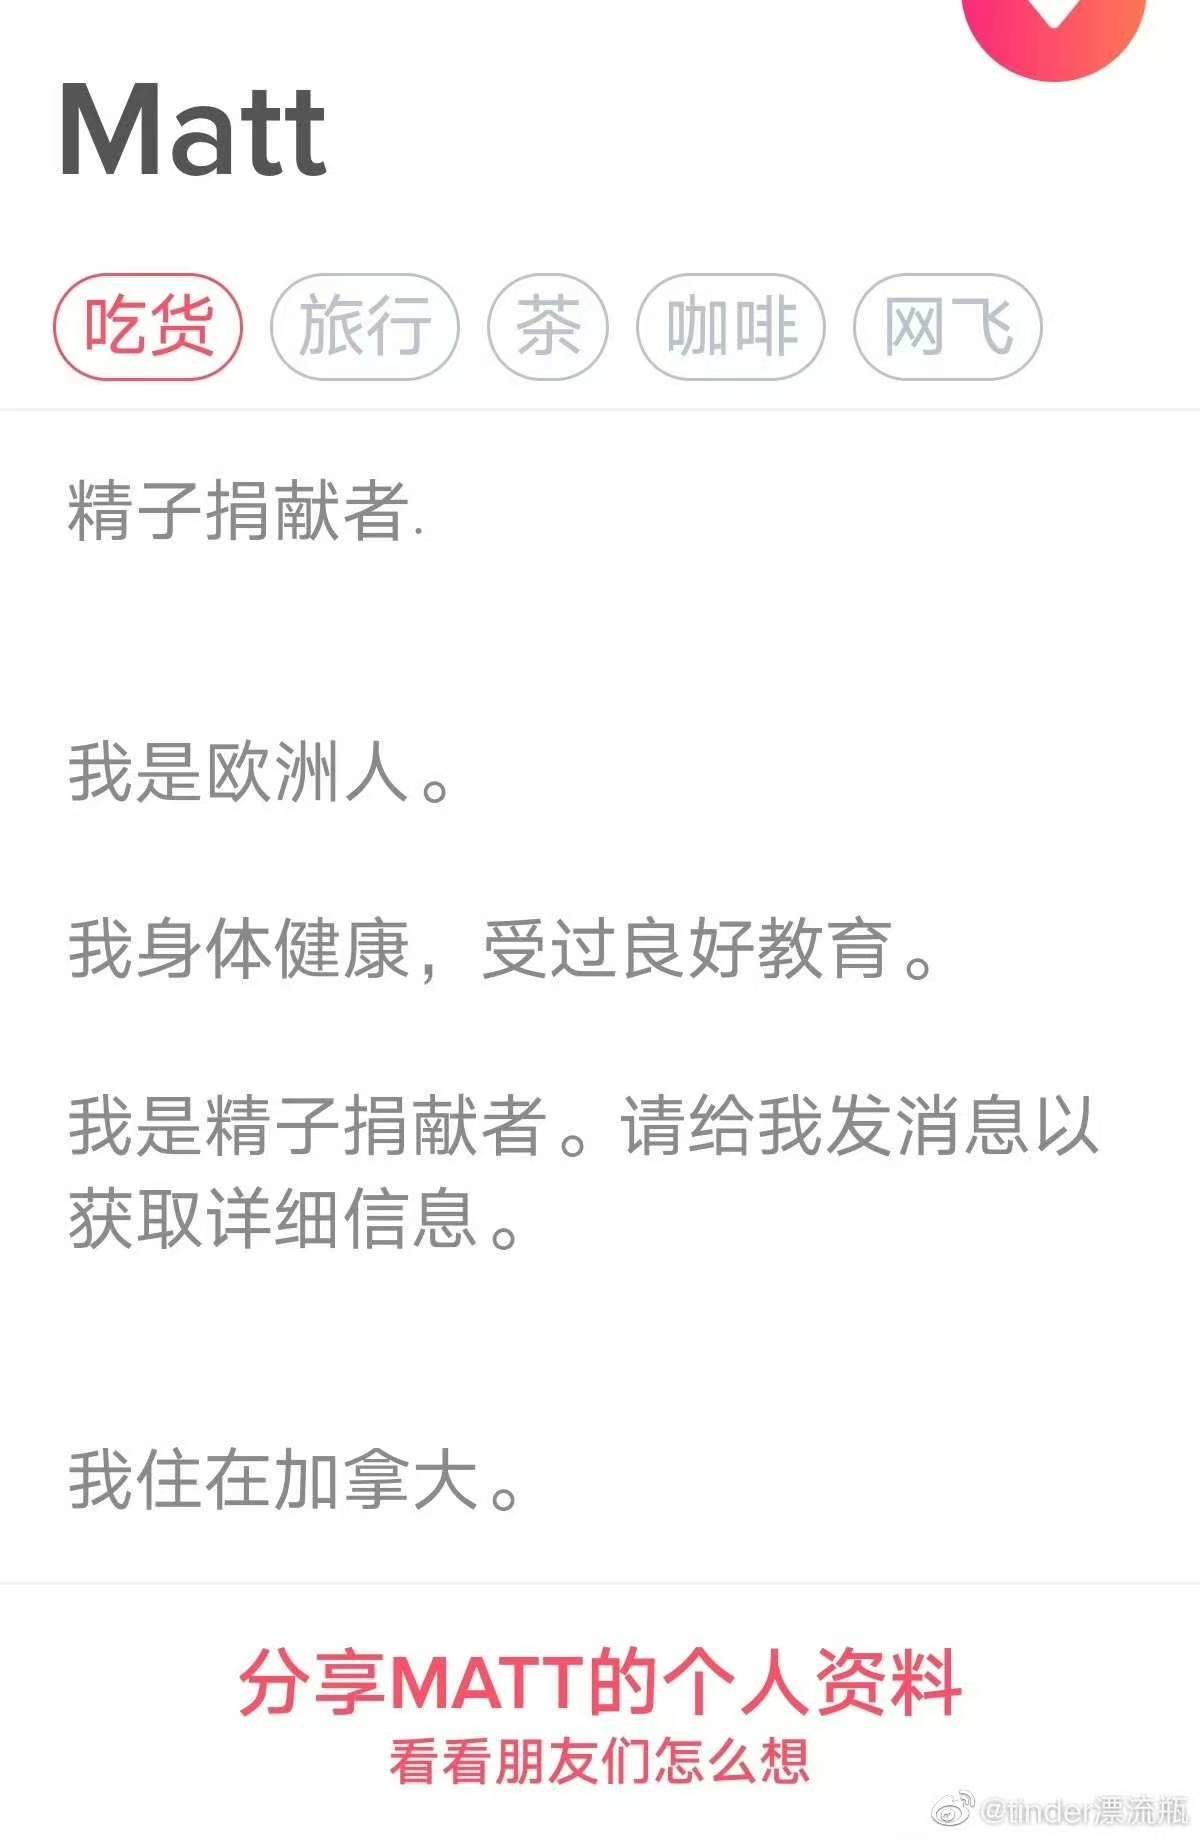 Matt
吃货 旅行 茶 咖啡 网飞
精子捐献者.
我是欧洲人。
我身体健康，受过良好教育。
我是精子捐献者。请给我发消息以
获取详细信息。
我住在加拿大。
分享MATT的个人资料
看看朋友们怎么想
@tinder漂流瓶